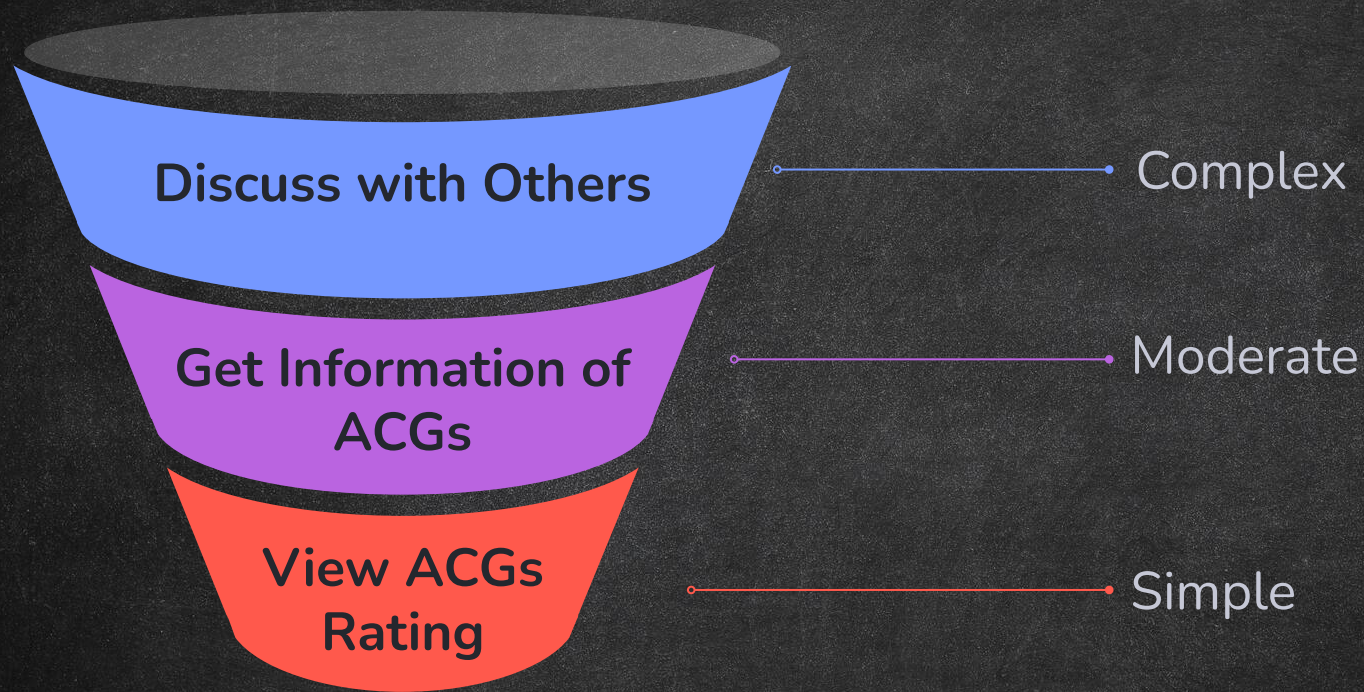 Discuss with Others
Complex
Get Information of
ACGs
Moderate
View ACGs
Rating
Simple